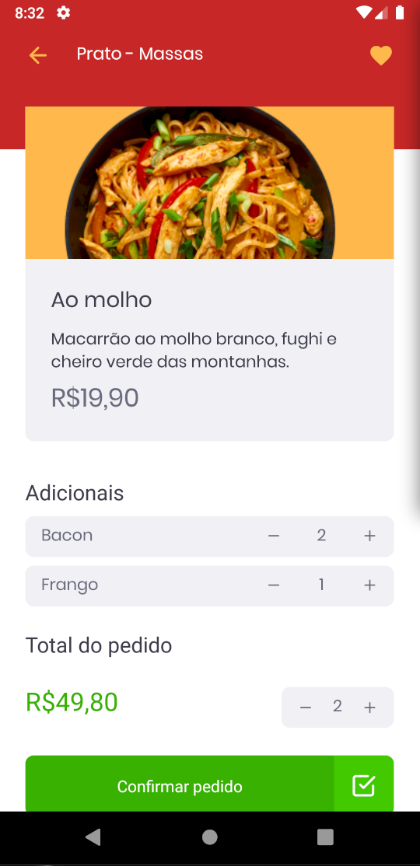 8:32
Prato - Massas
Ao molho
Macarrão ao molho branco, fughi e
cheiro verde das montanhas.
R$19,90
Adicionais
Bacon − 2 +
Frango − 1 +
Total do pedido
R$49,80 − 2 +
Confirmar pedido